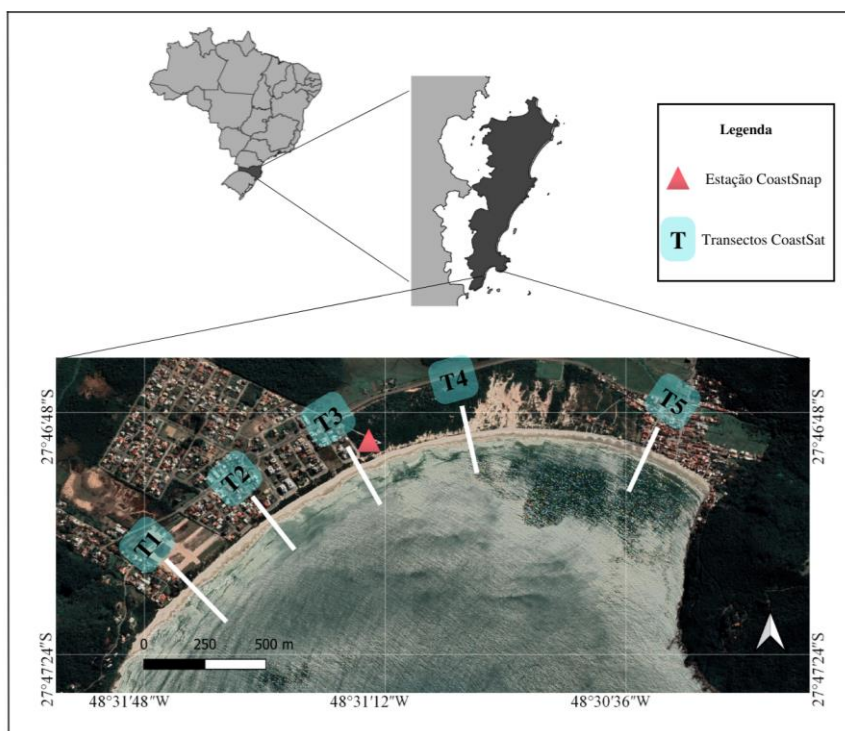 Legenda
Estação CoastSnap
T Transectos CoastSat
T1
T2
T3
T4
T5
27°46'48"S
27°46'48"S
27°47'24"S
27°47'24"S
0 250 500 m
48°31'48"W 48°31'12"W 48°30'36"W